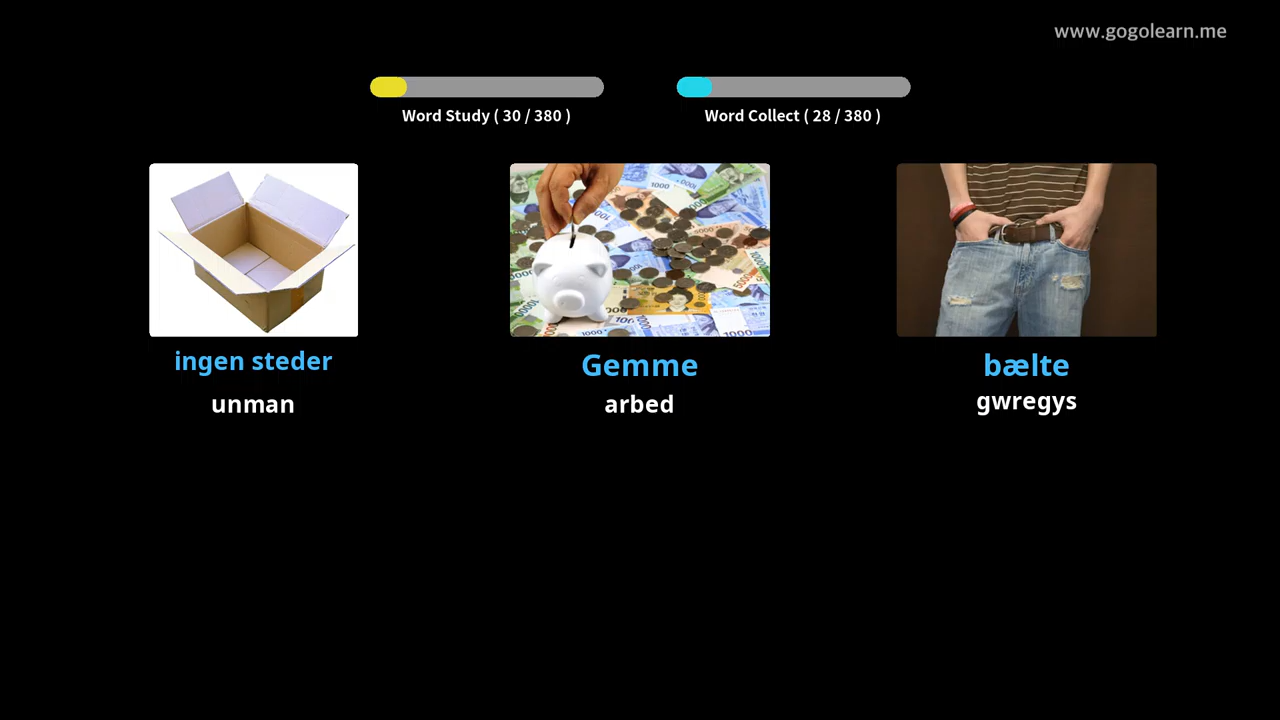 www.gogolearn.me
Word Study ( 30 / 380 )
Word Collect ( 28 / 380 )
ingen steder
unman
Gemme
arbed
bælte
gwregys